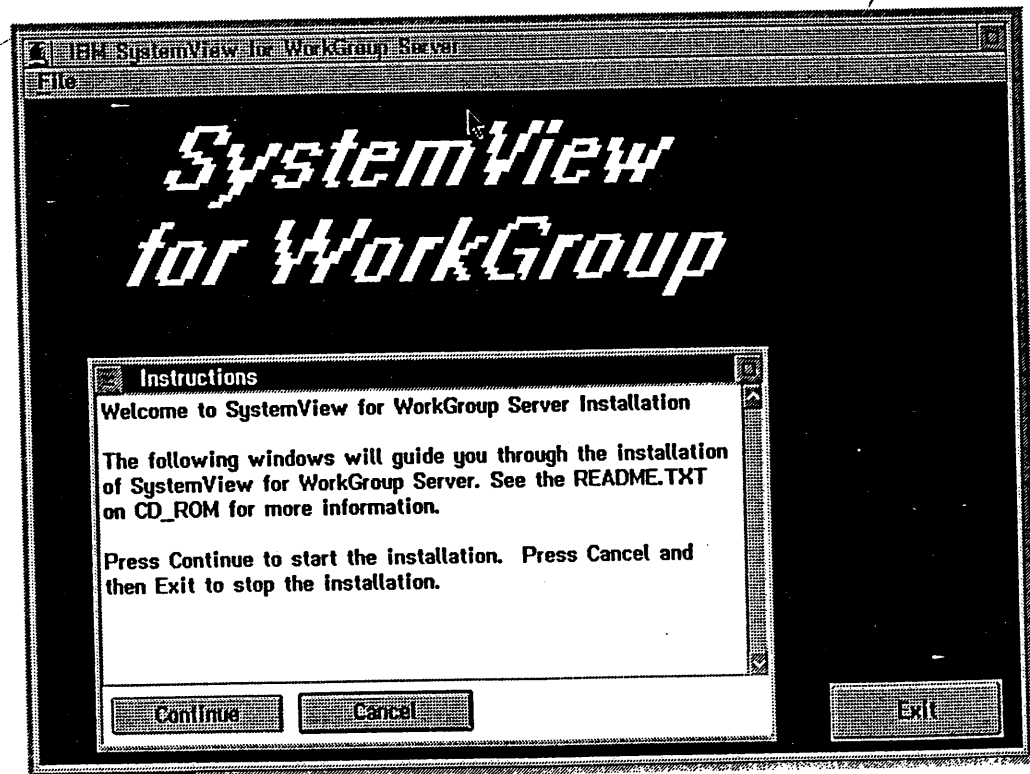 IBM SystemView for WorkGroup Server
File
SystemView
for WorkGroup
Instructions
Welcome to SystemView for WorkGroup Server Installation
The following windows will guide you through the installation
of SystemView for WorkGroup Server. See the README.TXT
on CD_ROM for more information.
Press Continue to start the installation.  Press Cancel and
then Exit to stop the installation.
Continue
Cancel
Exit